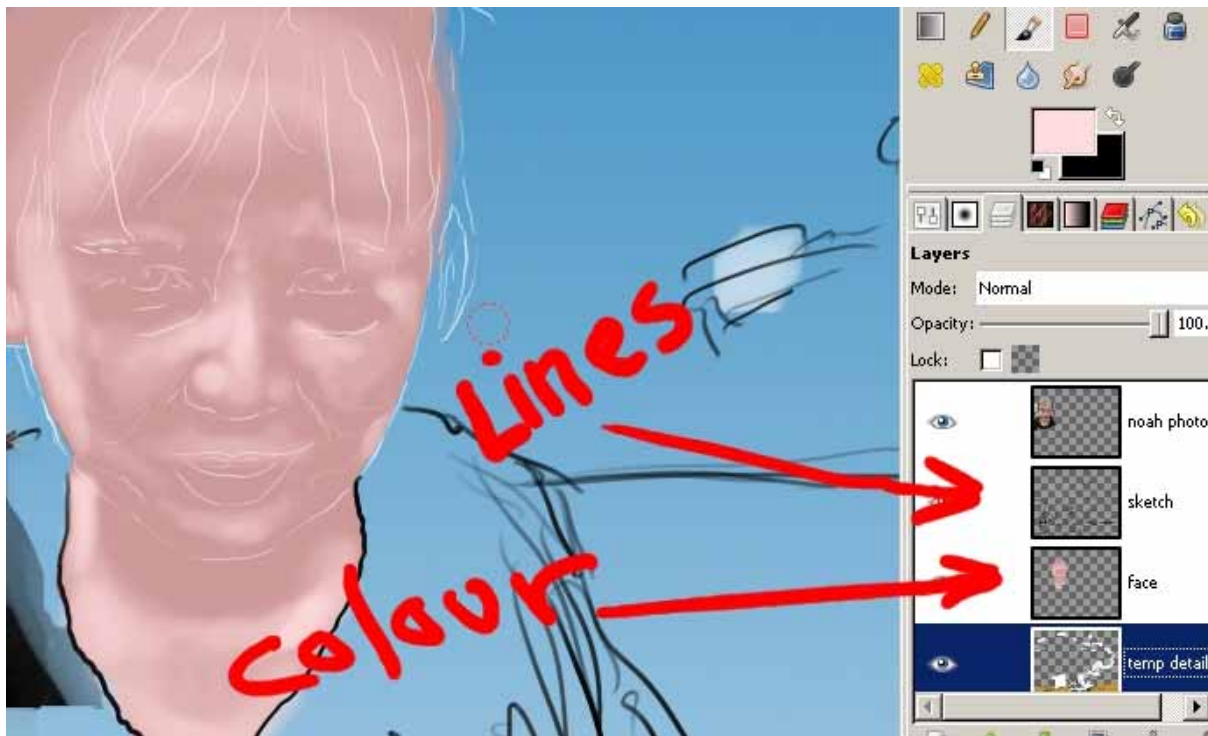 Layers
Mode: Normal
Opacity: 100.
Lock:
Lines
noah photo
sketch
colour
face
temp detail